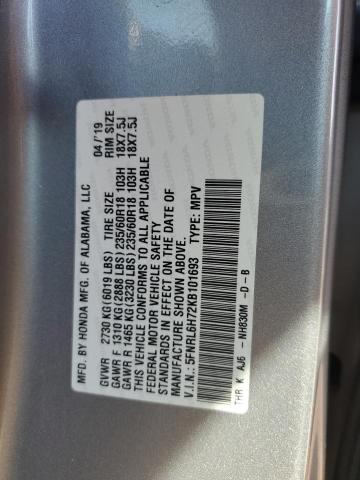 MFD. BY HONDA MFG. OF ALABAMA, LLC 04/'19
GVWR 2730 KG(6019 LBS) TIRE SIZE RIM SIZE
GAWR F 1310 KG(2888 LBS) 235/60R18 103H 18X7.5J
GAWR R 1465 KG(3230 LBS) 235/60R18 103H 18X7.5J
THIS VEHICLE CONFORMS TO ALL APPLICABLE
FEDERAL MOTOR VEHICLE SAFETY
STANDARDS IN EFFECT ON THE DATE OF
MANUFACTURE SHOWN ABOVE.
V.I.N.: 5FNRL6H72KB101693 TYPE: MPV
THR K AJ6 - NH830M -D-B